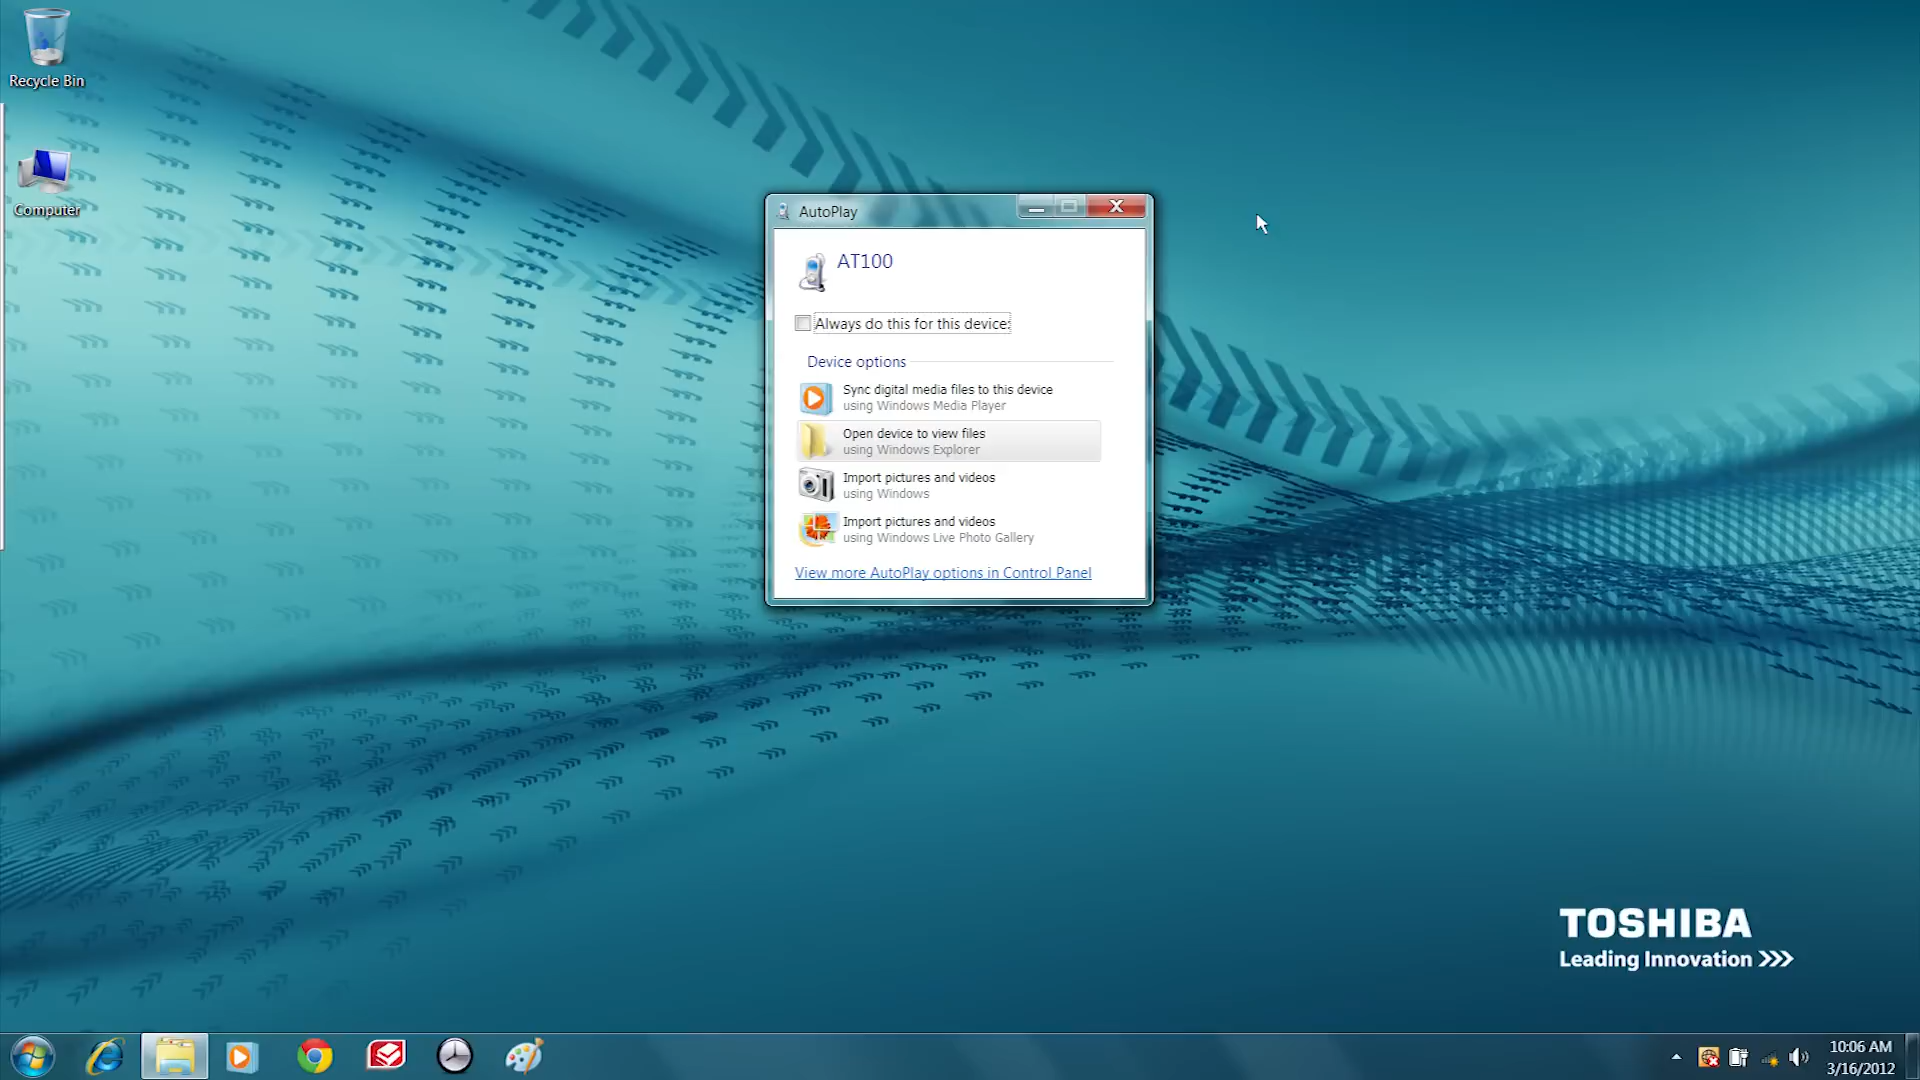 Recycle Bin
Computer
AutoPlay
AT100
Always do this for this device:
Device options
Sync digital media files to this device
using Windows Media Player
Open device to view files
using Windows Explorer
Import pictures and videos
using Windows
Import pictures and videos
using Windows Live Photo Gallery
View more AutoPlay options in Control Panel
TOSHIBA
Leading Innovation >>>
10:06 AM
3/16/2012